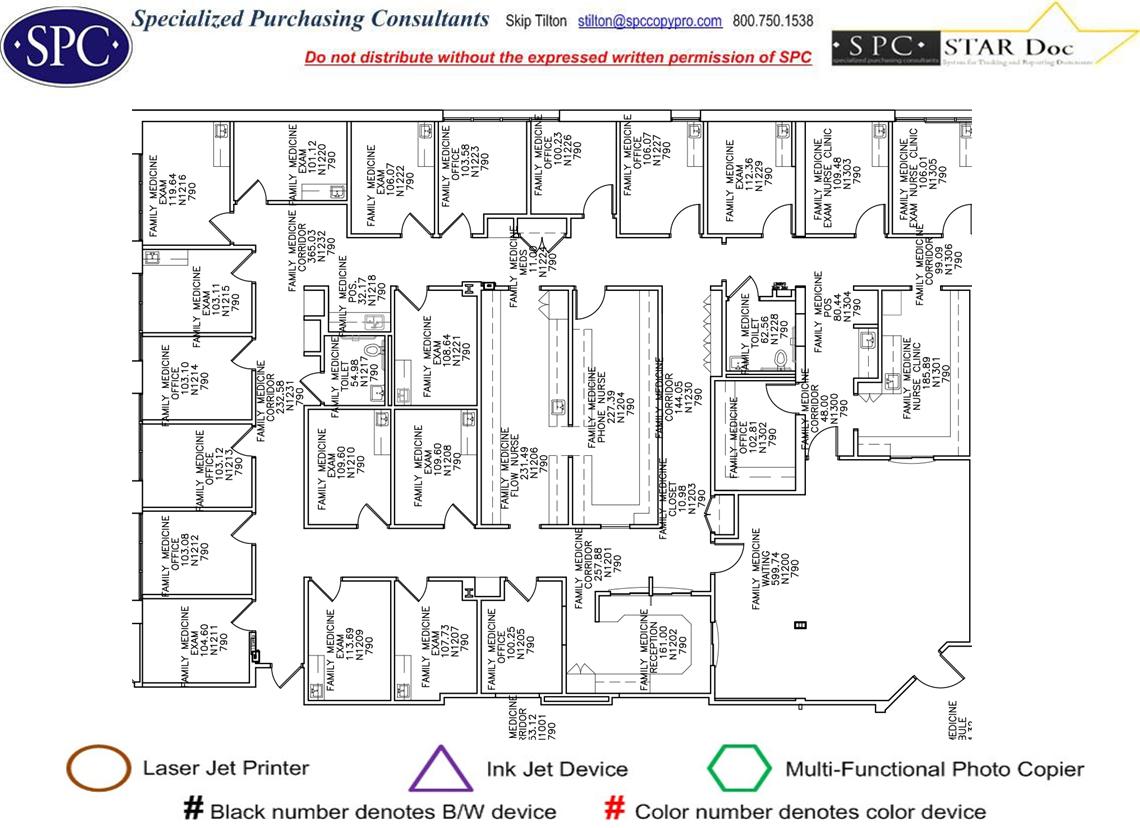 SPC
Specialized Purchasing Consultants Skip Tilton stilton@spccopypro.com 800.750.1538
Do not distribute without the expressed written permission of SPC
SPC STAR Doc
specialized purchasing consultants System for Tracking and Reporting Documents
FAMILY MEDICINE
EXAM
119.64
N1216
790
FAMILY MEDICINE
EXAM
101.12
N1220
790
FAMILY MEDICINE
EXAM
106.07
N1222
790
FAMILY MEDICINE
OFFICE
103.58
N1223
790
FAMILY MEDICINE
OFFICE
100.23
N1226
790
FAMILY MEDICINE
EXAM
106.07
N1227
790
FAMILY MEDICINE
EXAM
112.36
N1229
790
FAMILY MEDICINE
EXAM NURSE CLINIC
109.48
N1303
790
FAMILY MEDICINE
EXAM NURSE CLINIC
106.01
N1305
790
FAMILY MEDICINE
CORRIDOR
365.03
N1232
790
FAMILY MEDICINE
MEDS
11.00
N1224
790
FAMILY MEDICINE
CORRIDOR
99.09
N1306
790
FAMILY MEDICINE
EXAM
103.11
N1215
790
FAMILY MEDICINE
POS.
32.17
N1218
790
FAMILY MEDICINE
EXAM
108.64
N1221
790
FAMILY MEDICINE
TOILET
62.56
N1228
790
FAMILY MEDICINE
POS
80.44
N1304
790
FAMILY MEDICINE
NURSE CLINIC
185.89
N1301
790
FAMILY MEDICINE
OFFICE
103.10
N1214
790
FAMILY MEDICINE
CORRIDOR
232.58
N1231
790
FAMILY MEDICINE
TOILET
54.98
N1217
790
FAMILY MEDICINE
PHONE NURSE
227.39
N1204
790
FAMILY MEDICINE
CORRIDOR
144.05
N1230
790
FAMILY MEDICINE
OFFICE
102.81
N1302
790
FAMILY MEDICINE
CORRIDOR
48.00
N1300
790
FAMILY MEDICINE
OFFICE
103.12
N1213
790
FAMILY MEDICINE
EXAM
109.60
N1210
790
FAMILY MEDICINE
EXAM
109.60
N1208
790
FAMILY MEDICINE
FLOW NURSE
231.49
N1206
790
FAMILY MEDICINE
CLOSET
10.98
N1203
790
FAMILY MEDICINE
OFFICE
103.08
N1212
790
FAMILY MEDICINE
CORRIDOR
257.88
N1201
790
FAMILY MEDICINE
WAITING
599.74
N1200
790
FAMILY MEDICINE
EXAM
104.60
N1211
790
FAMILY MEDICINE
EXAM
113.69
N1209
790
FAMILY MEDICINE
EXAM
107.73
N1207
790
FAMILY MEDICINE
OFFICE
100.25
N1205
790
FAMILY MEDICINE
RECEPTION
161.00
N1202
790
MEDICINE
RIDOR
53.12
1001
790
MEDICINE
BULE
Laser Jet Printer Ink Jet Device Multi-Functional Photo Copier
# Black number denotes B/W device # Color number denotes color device